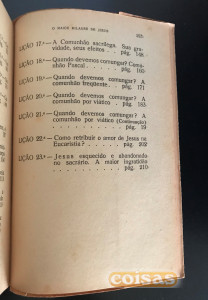 O MAIOR MILAGRE DE JESUS
LIÇÃO 17.ª — A Comunhão sacrílega. Sua gra-
vidade, seus efeitos . .
. . . . pág. 158
LIÇÃO 18.ª — Quando devemos comungar? Comu-
nhão Pascal . . . .
. . . . pág. 165
LIÇÃO 19.ª — Quando devemos comungar? A
comunhão freqüente. . .
. . . . pág. 171
LIÇÃO 20.ª — Quando devemos comungar? A
comunhão por viático . .
. . . . pág. 183
LIÇÃO 21.ª — Quando devemos comungar? A
comunhão por viático (Continuação)
. . . . pág. 19
LIÇÃO 22.ª — Como retribuir o amor de Jesus na
Eucaristia? . . . .
. . . . pág. 202
LIÇÃO 23.ª — Jesus esquecido e abandonado
no sacrário. A maior ingratidão
. . . . pág. 210
coisas